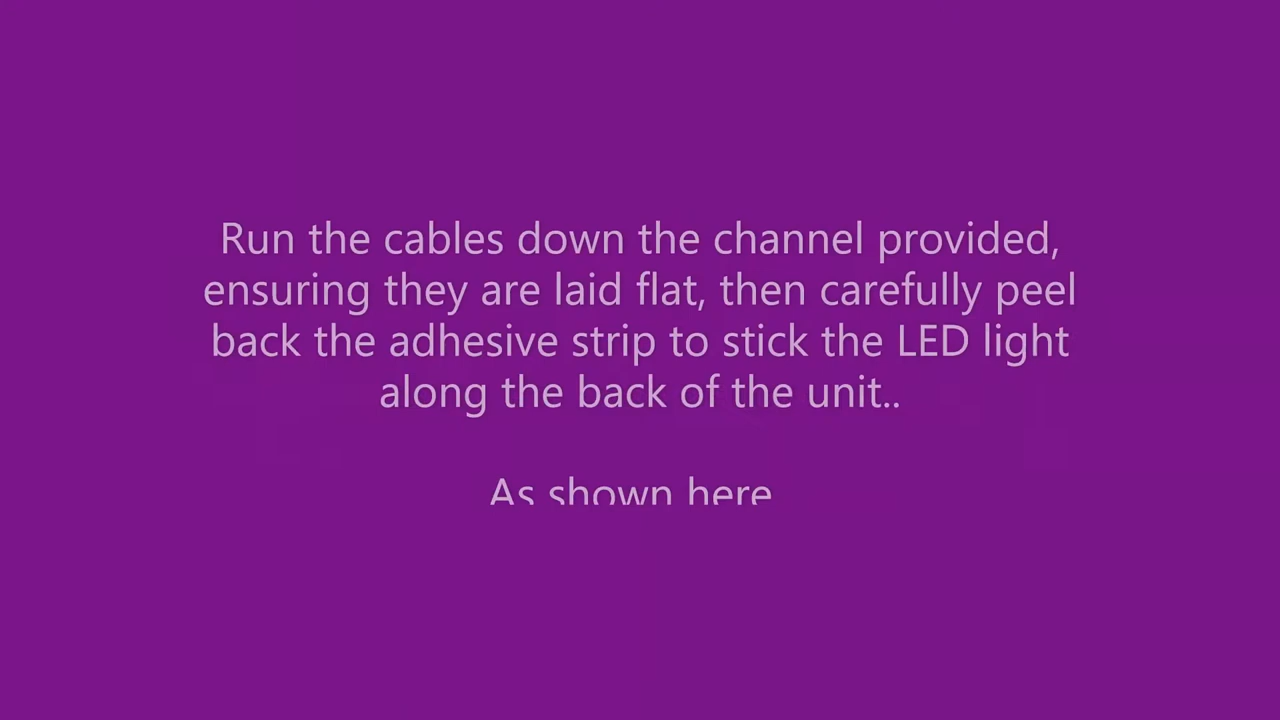 Run the cables down the channel provided,
ensuring they are laid flat, then carefully peel
back the adhesive strip to stick the LED light
along the back of the unit..
As shown here